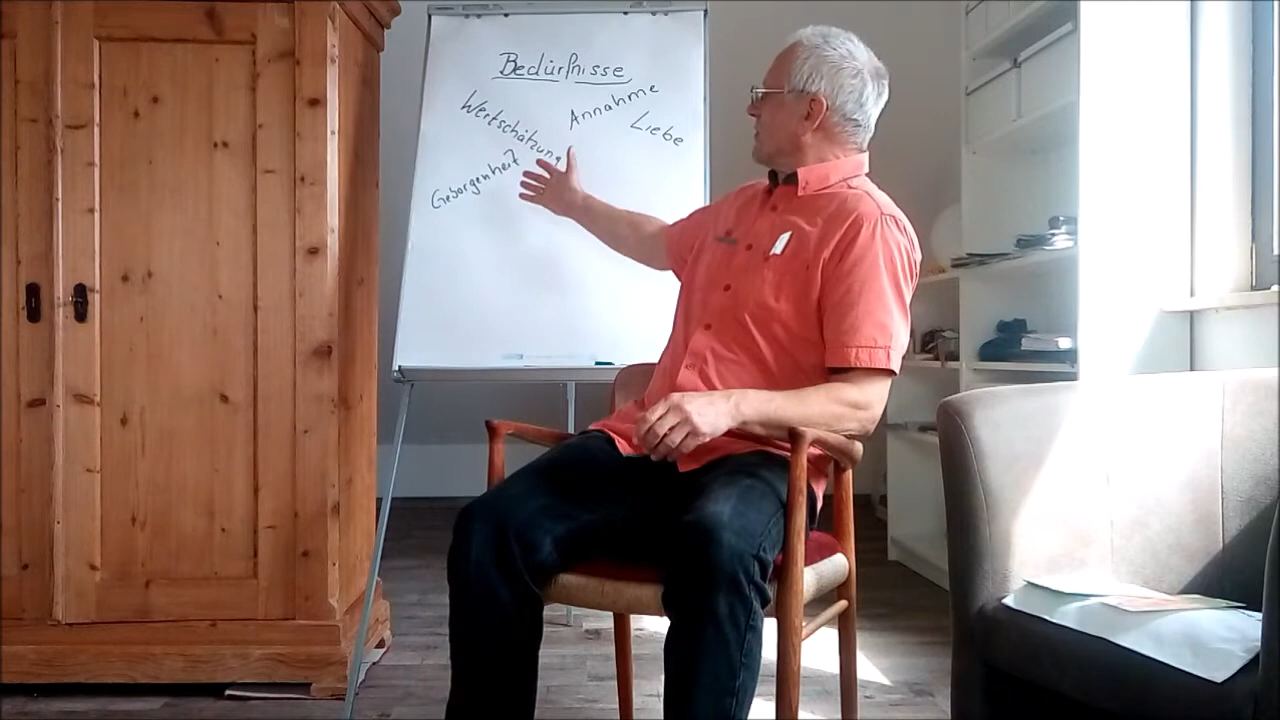 Bedürfnisse
Wertschätzung
Annahme
Liebe
Geborgenheit